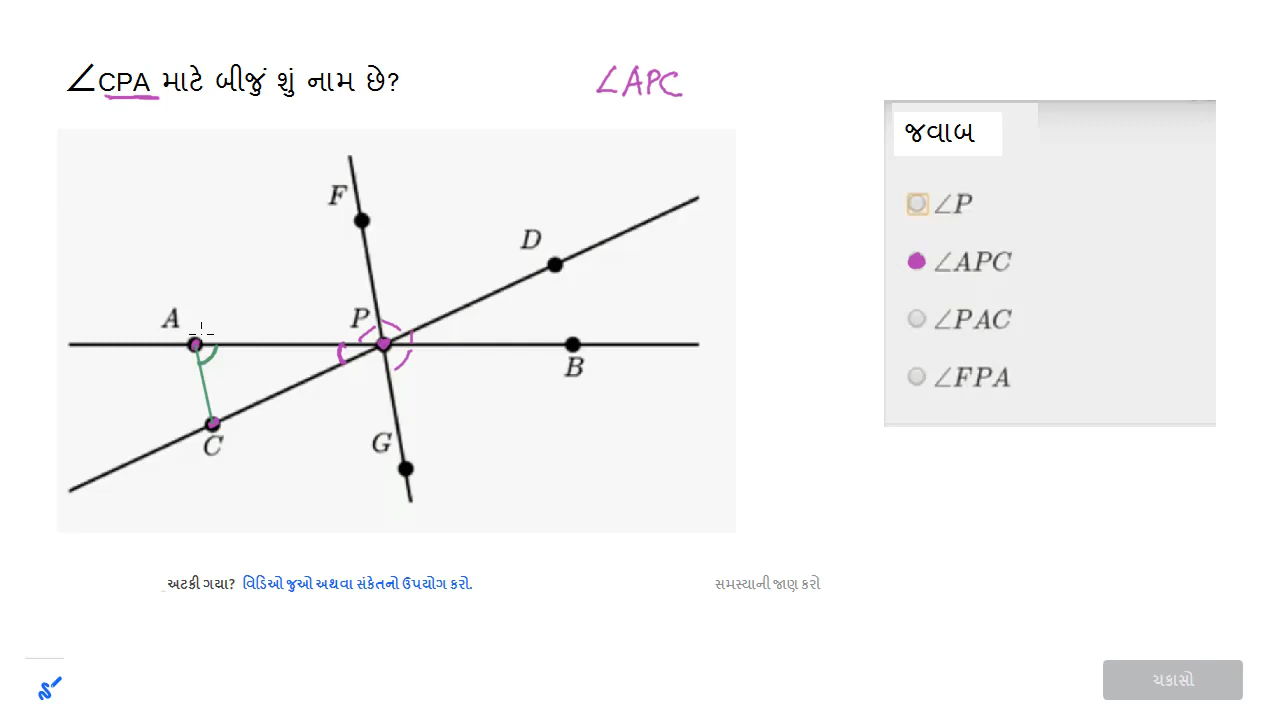 ∠CPA માટે બીજું શું નામ છે?
∠APC
જવાબ
∠P
∠APC
∠PAC
∠FPA
F
D
A
P
B
C
G
અટકી ગયા? વિડિઓ જુઓ અથવા સંકેતનો ઉપયોગ કરો.
સમસ્યાની જાણ કરો
ચકાસો